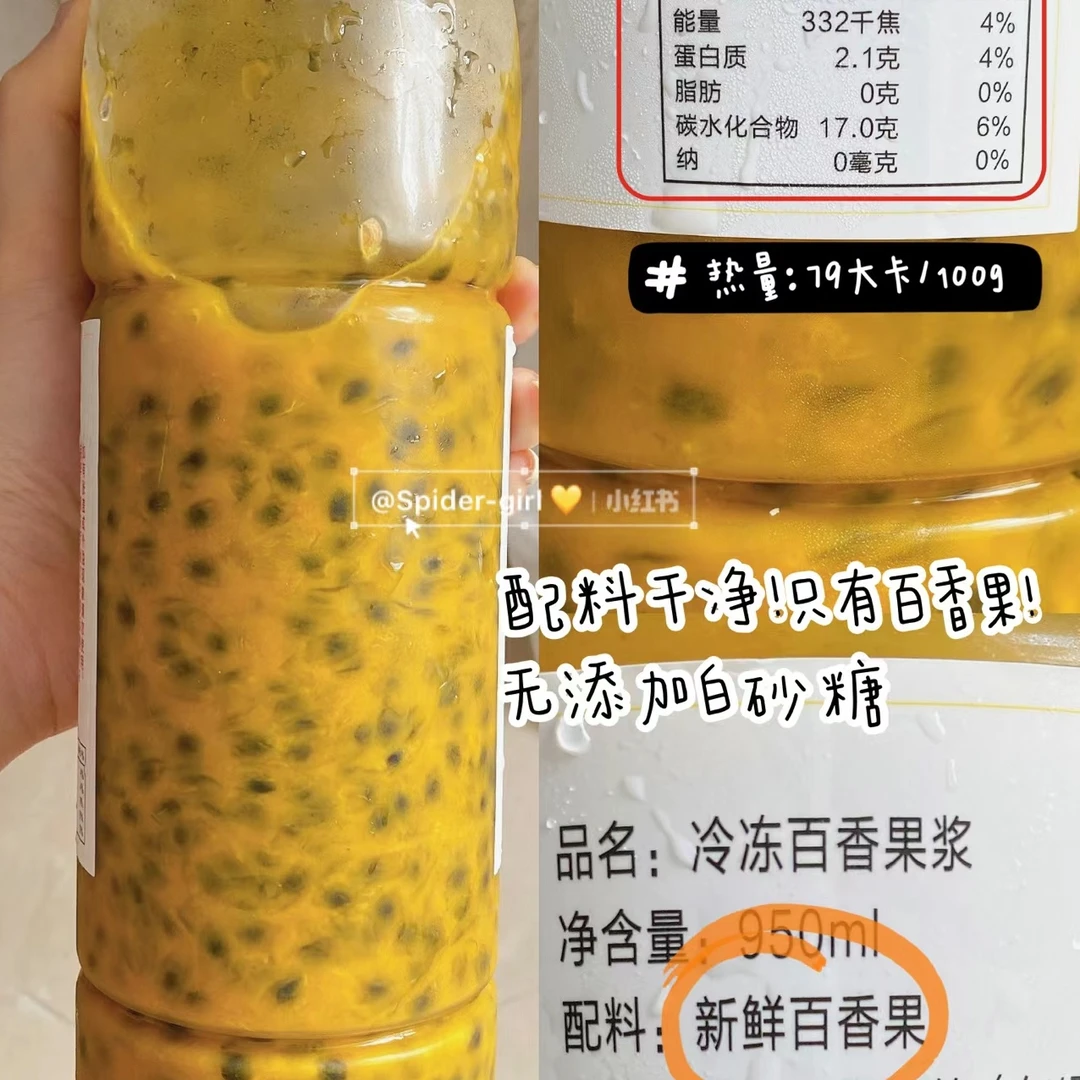 能量 332千焦 4%
蛋白质 2.1克 4%
脂肪 0克 0%
碳水化合物 17.0克 6%
纳 0毫克 0%
# 热量:79大卡/100g
@Spider-girl 💛 | 小红书
配料干净!只有百香果!
无添加白砂糖
品名:冷冻百香果浆
净含量:950ml
配料:新鲜百香果